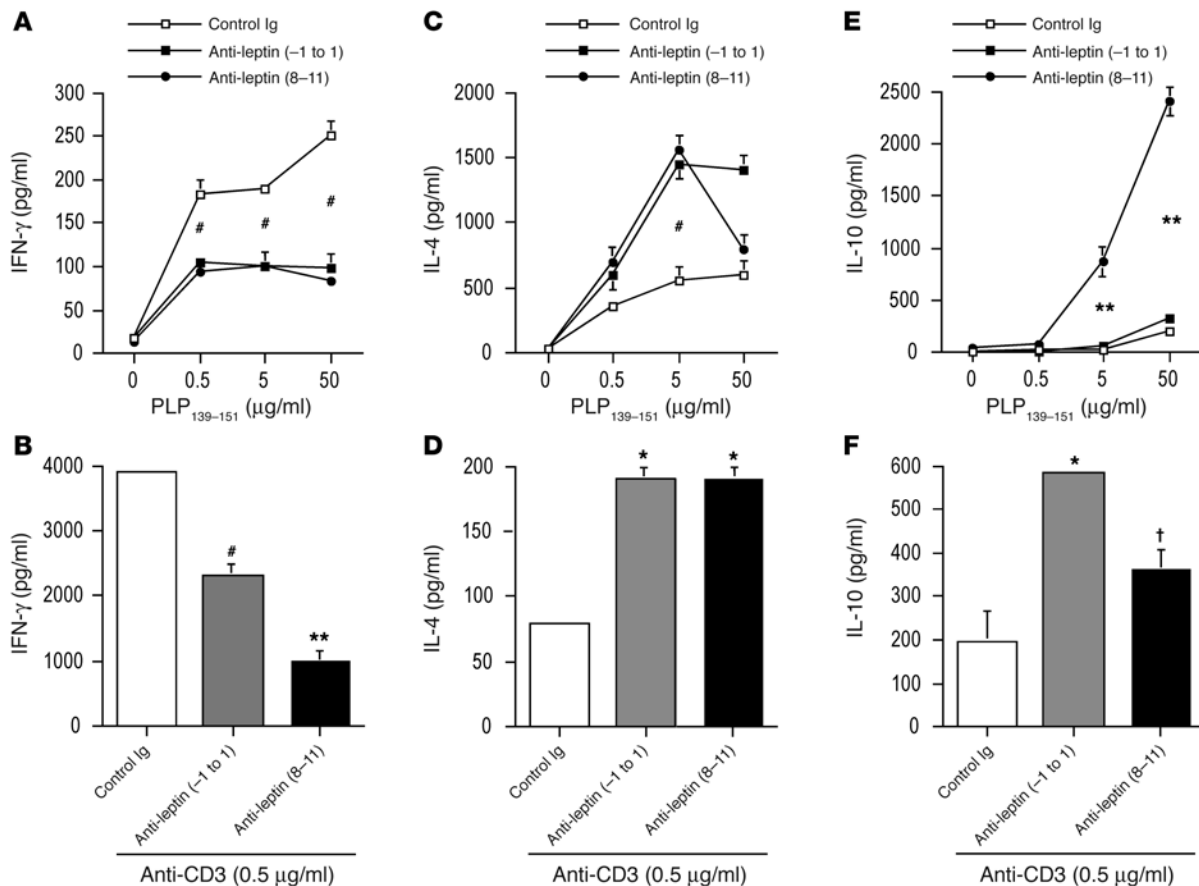 A
Control Ig
Anti-leptin (–1 to 1)
Anti-leptin (8–11)
IFN-γ (pg/ml)
300
250
200
150
100
50
0
#
#
#
0
0.5
5
50
PLP139–151 (μg/ml)
C
Control Ig
Anti-leptin (–1 to 1)
Anti-leptin (8–11)
IL-4 (pg/ml)
2000
1500
1000
500
0
#
0
0.5
5
50
PLP139–151 (μg/ml)
E
Control Ig
Anti-leptin (–1 to 1)
Anti-leptin (8–11)
IL-10 (pg/ml)
2500
2000
2500
1000
500
0
**
**
0
0.5
5
50
PLP139–151 (μg/ml)
B
IFN-γ (pg/ml)
4000
3000
2000
1000
0
#
**
Control Ig
Anti-leptin (–1 to 1)
Anti-leptin (8–11)
Anti-CD3 (0.5 μg/ml)
D
IL-4 (pg/ml)
200
150
100
50
0
*
*
Control Ig
Anti-leptin (–1 to 1)
Anti-leptin (8–11)
Anti-CD3 (0.5 μg/ml)
F
IL-10 (pg/ml)
600
500
400
300
200
200
0
*
†
Control Ig
Anti-leptin (–1 to 1)
Anti-leptin (8–11)
Anti-CD3 (0.5 μg/ml)